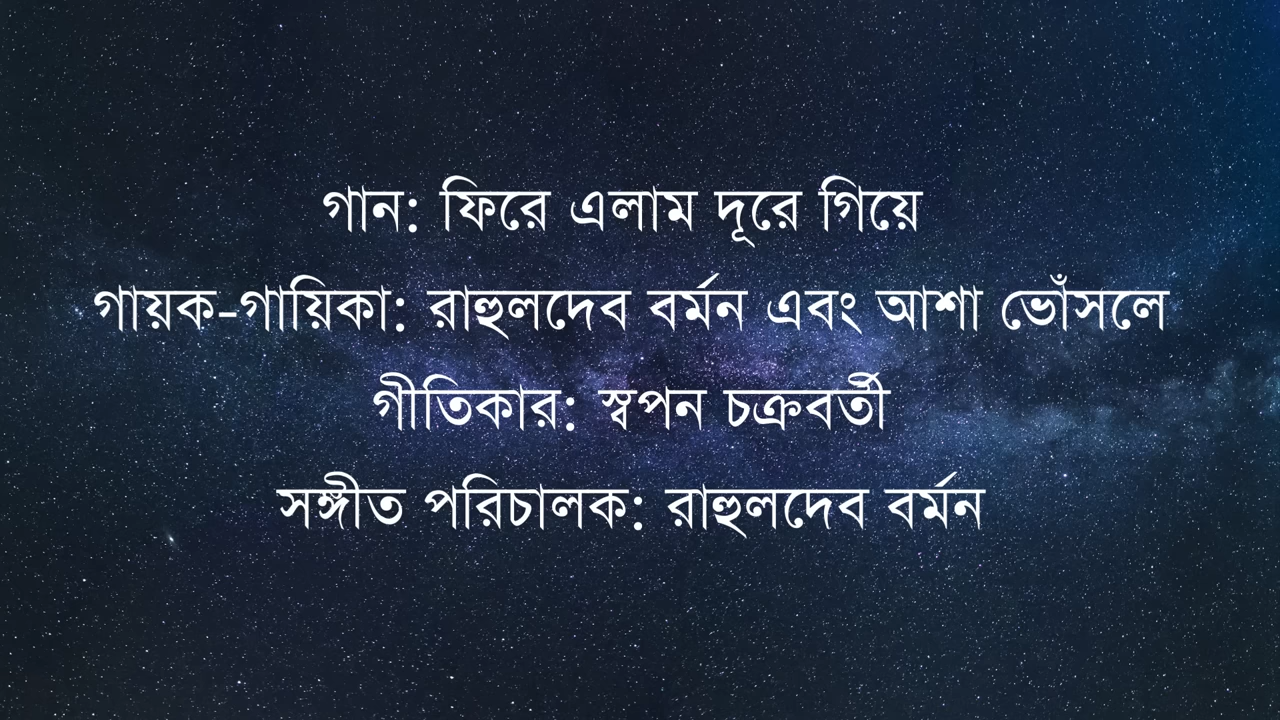 গান: ফিরে এলাম দূরে গিয়ে
গায়ক-গায়িকা: রাহুলদেব বর্মন এবং আশা ভোঁসলে
গীতিকার: স্বপন চক্রবর্তী
সঙ্গীত পরিচালক: রাহুলদেব বর্মন